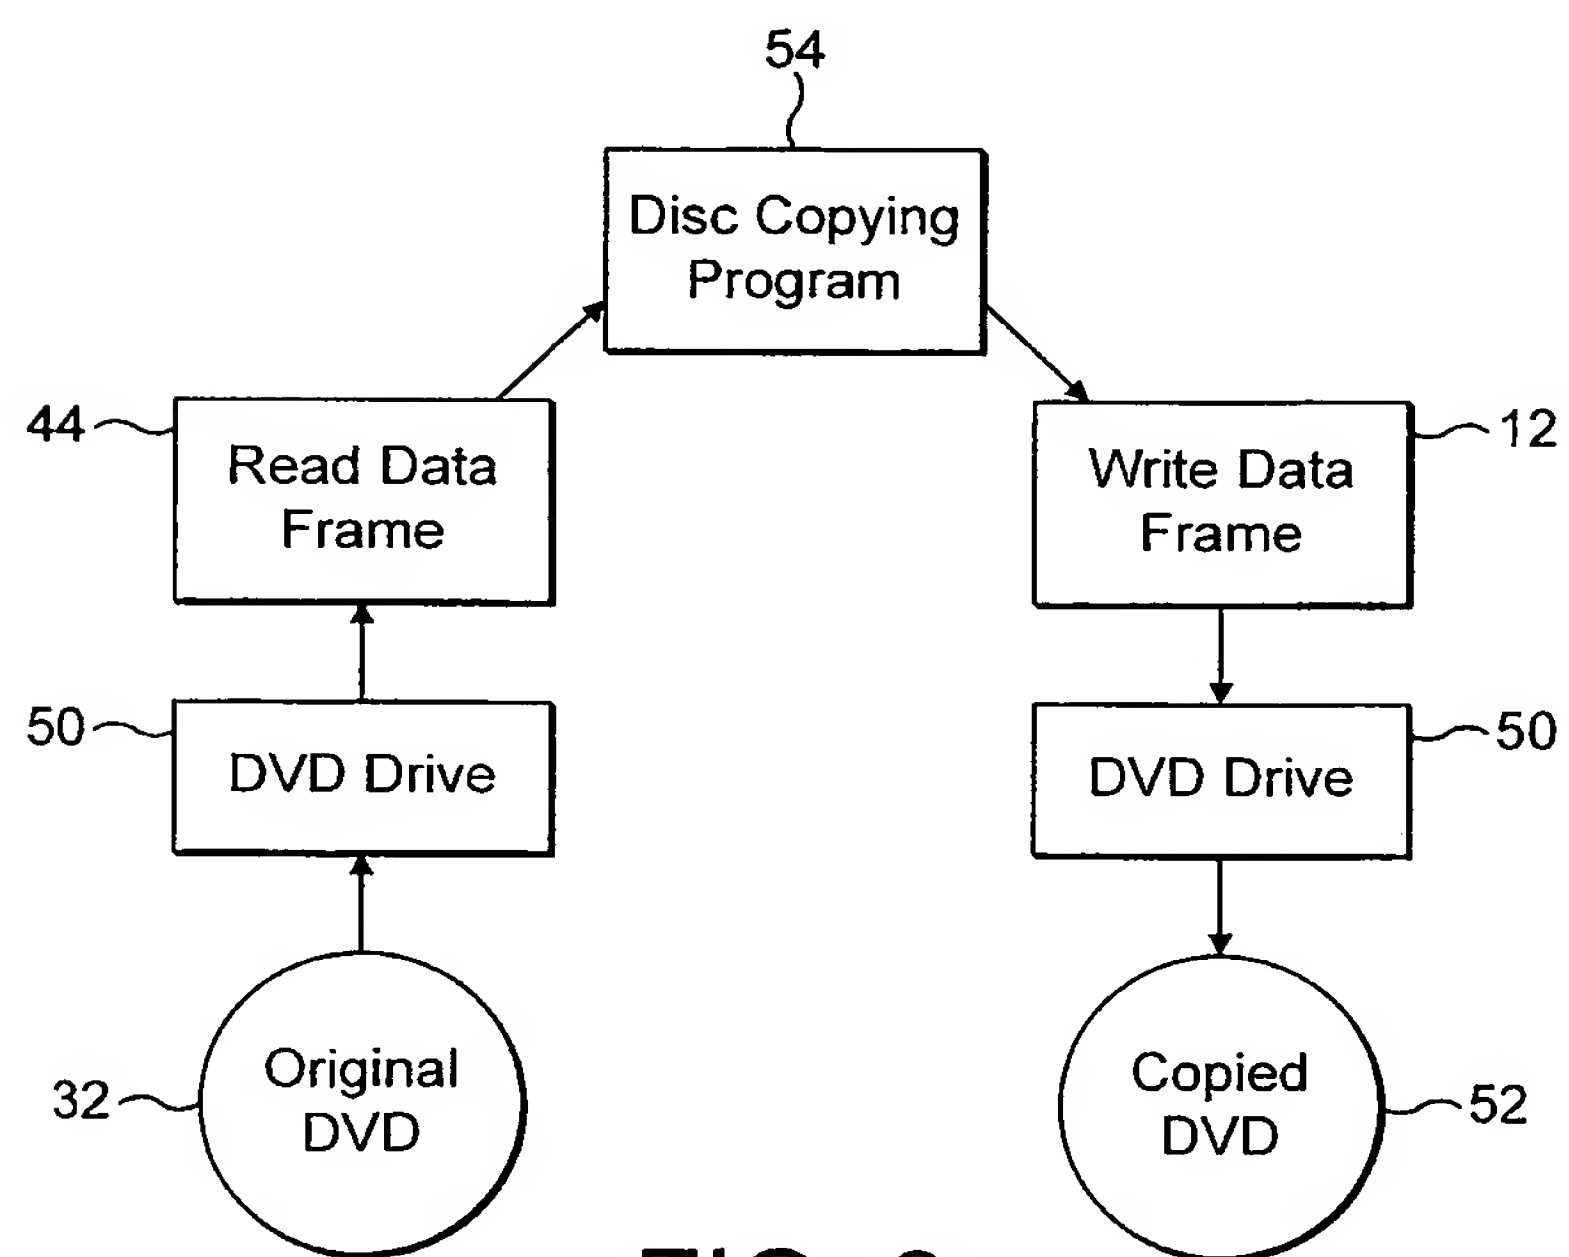 54
Disc Copying
Program
44
Read Data
Frame
12
Write Data
Frame
50
DVD Drive
50
DVD Drive
32
Original
DVD
52
Copied
DVD